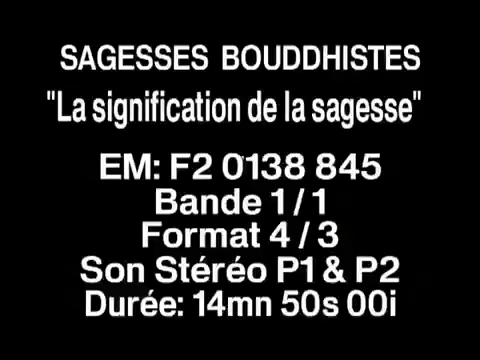 SAGESSES BOUDDHISTES
"La signification de la sagesse"
EM: F2 0138 845
Bande 1 / 1
Format 4 / 3
Son Stéréo P1 & P2
Durée: 14mn 50s 00i